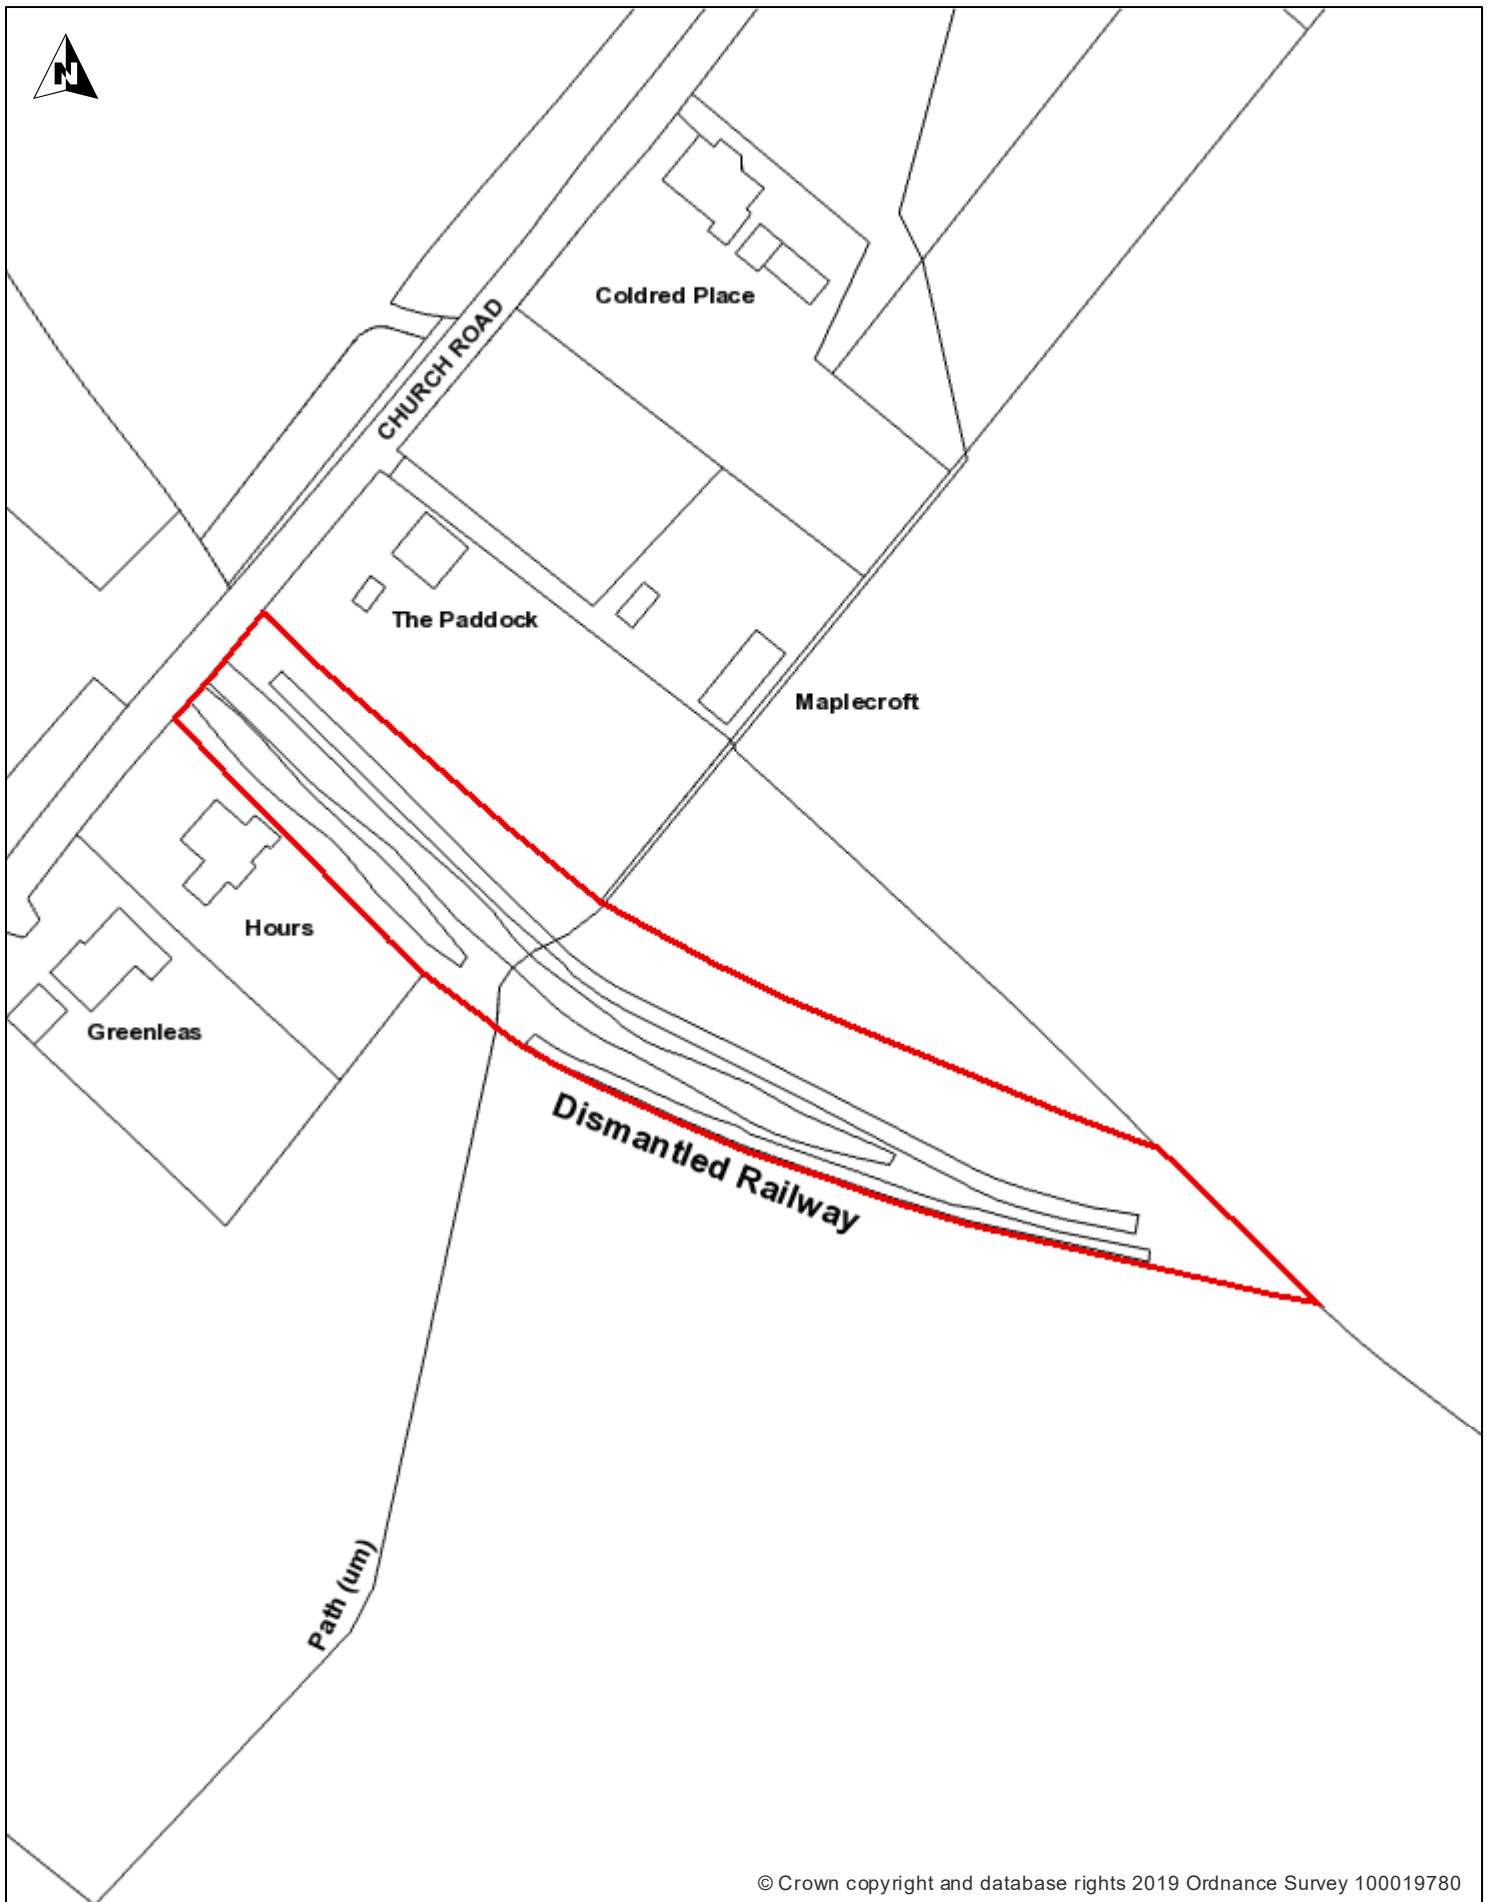 N
Coldred Place
CHURCH ROAD
The Paddock
Maplecroft
Hours
Greenleas
Dismantled Railway
Path (um)
© Crown copyright and database rights 2019 Ordnance Survey 100019780